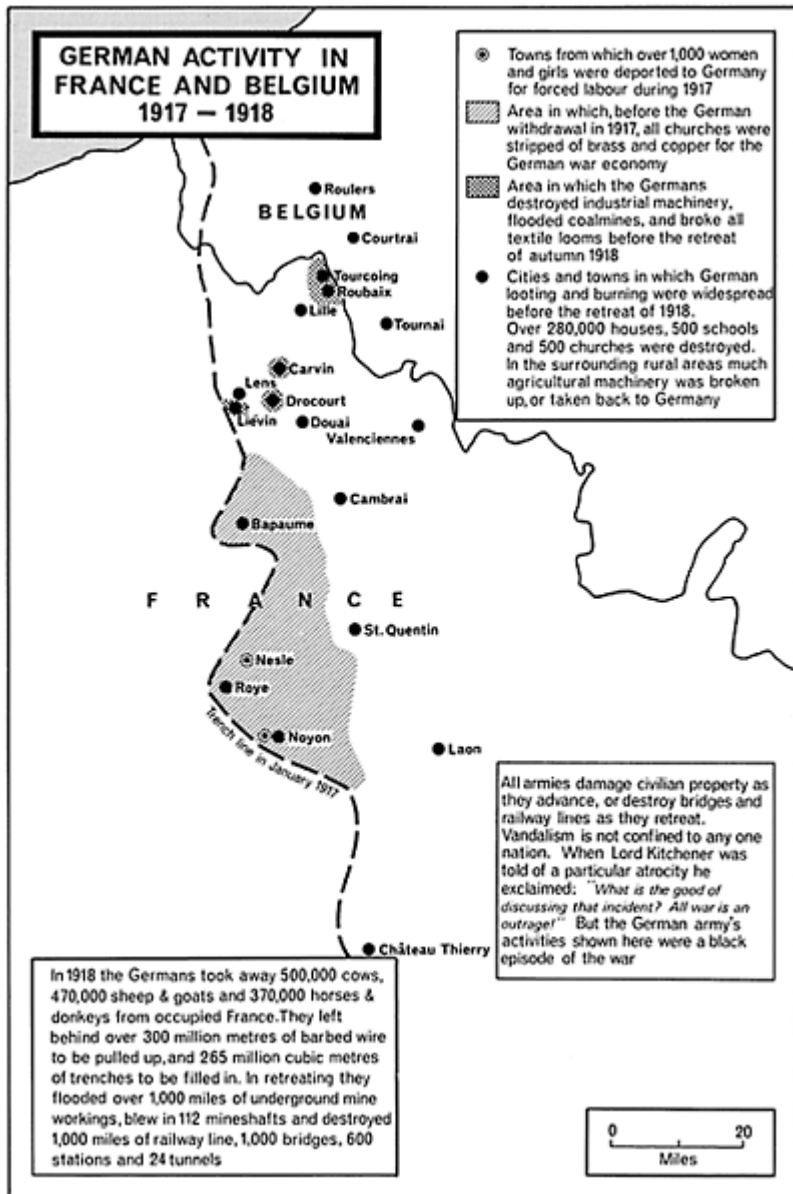 GERMAN ACTIVITY IN
FRANCE AND BELGIUM
1917 – 1918
Towns from which over 1,000 women
and girls were deported to Germany
for forced labour during 1917
Area in which, before the German
withdrawal in 1917, all churches were
stripped of brass and copper for the
German war economy
Area in which the Germans
destroyed industrial machinery,
flooded coalmines, and broke all
textile looms before the retreat
of autumn 1918
Cities and towns in which German
looting and burning were widespread
before the retreat of 1918.
Over 280,000 houses, 500 schools
and 500 churches were destroyed.
In the surrounding rural areas much
agricultural machinery was broken
up, or taken back to Germany
Roulers
BELGIUM
Courtrai
Tourcoing
Roubaix
Lille
Tournai
Carvin
Lens
Drocourt
Liévin
Douai
Valenciennes
Cambrai
Bapaume
FRANCE
St. Quentin
Nesle
Roye
Noyon
Trench line in January 1917
Laon
All armies damage civilian property as
they advance, or destroy bridges and
railway lines as they retreat.
Vandalism is not confined to any one
nation. When Lord Kitchener was
told of a particular atrocity he
exclaimed: "What is the good of
discussing that incident? All war is an
outrage!" But the German army's
activities shown here were a black
episode of the war
Château Thierry
In 1918 the Germans took away 500,000 cows,
470,000 sheep & goats and 370,000 horses &
donkeys from occupied France. They left
behind over 300 million metres of barbed wire
to be pulled up, and 265 million cubic metres
of trenches to be filled in. In retreating they
flooded over 1,000 miles of underground mine
workings, blew in 112 mineshafts and destroyed
1,000 miles of railway line, 1,000 bridges, 600
stations and 24 tunnels
0 20
Miles